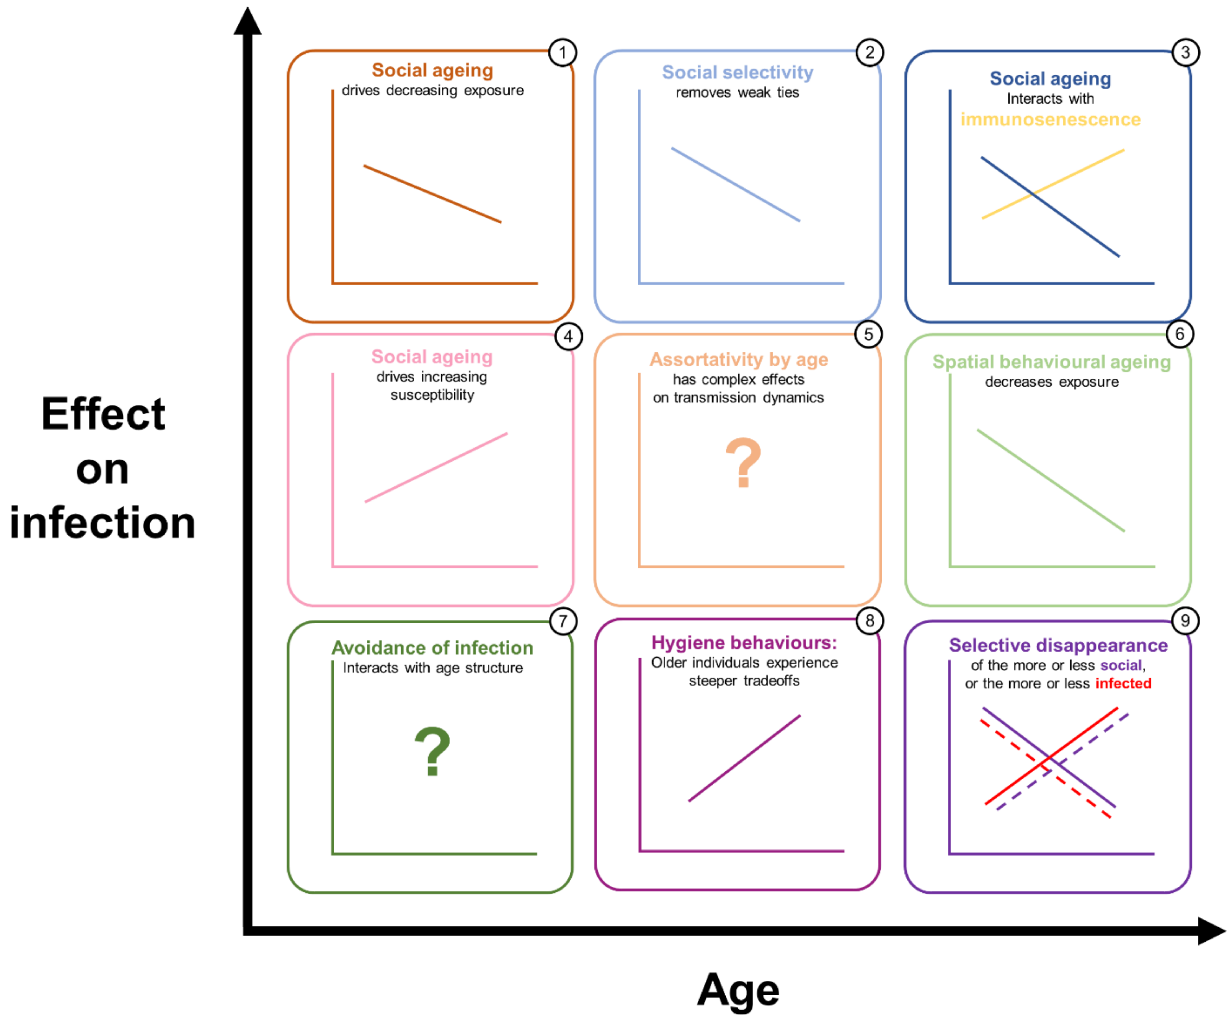 1
Social ageing
drives decreasing exposure
2
Social selectivity
removes weak ties
3
Social ageing
Interacts with
immunosenescence
Effect
on
infection
4
Social ageing
drives increasing
susceptibility
5
Assortativity by age
has complex effects
on transmission dynamics
?
6
Spatial behavioural ageing
decreases exposure
7
Avoidance of infection
Interacts with age structure
?
8
Hygiene behaviours:
Older individuals experience
steeper tradeoffs
9
Selective disappearance
of the more or less social,
or the more or less infected
Age